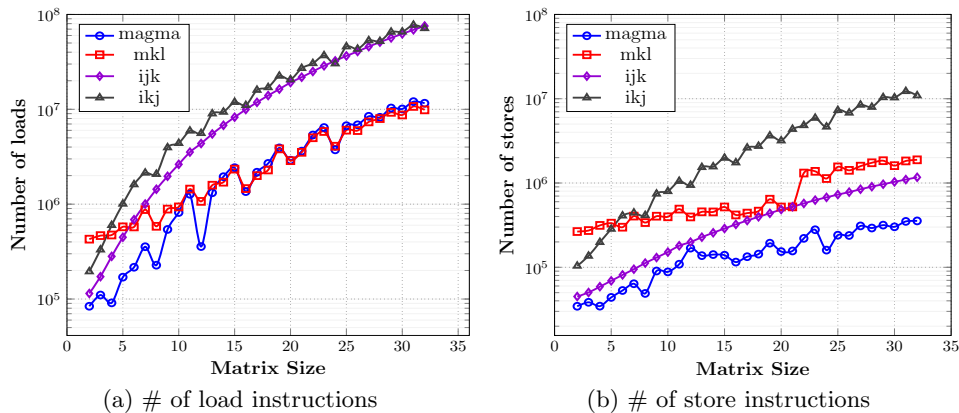 10^8
10^7
10^6
10^5
Number of loads
magma
mkl
ijk
ikj
0 5 10 15 20 25 30 35
Matrix Size
(a) # of load instructions
10^8
10^7
10^6
10^5
Number of stores
magma
mkl
ijk
ikj
0 5 10 15 20 25 30 35
Matrix Size
(b) # of store instructions